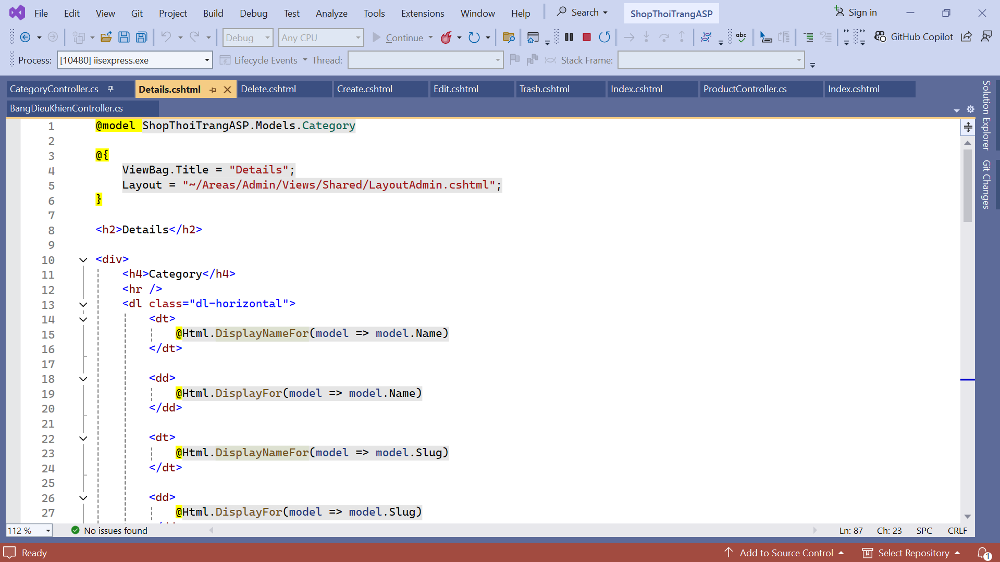 File Edit View Git Project Build Debug Test Analyze Tools Extensions Window Help Search ShopThoiTrangASP Sign in
Debug Any CPU Continue abc GitHub Copilot
Process: [10480] iisexpress.exe Lifecycle Events Thread: Stack Frame:
CategoryController.cs Details.cshtml Delete.cshtml Create.cshtml Edit.cshtml Trash.cshtml Index.cshtml ProductController.cs Index.cshtml
BangDieuKhienController.cs
Solution Explorer
Git Changes
1 @model ShopThoiTrangASP.Models.Category
2
3 @{
4 ViewBag.Title = "Details";
5 Layout = "~/Areas/Admin/Views/Shared/LayoutAdmin.cshtml";
6 }
7
8 <h2>Details</h2>
9
10 <div>
11 <h4>Category</h4>
12 <hr />
13 <dl class="dl-horizontal">
14 <dt>
15 @Html.DisplayNameFor(model => model.Name)
16 </dt>
17
18 <dd>
19 @Html.DisplayFor(model => model.Name)
20 </dd>
21
22 <dt>
23 @Html.DisplayNameFor(model => model.Slug)
24 </dt>
25
26 <dd>
27 @Html.DisplayFor(model => model.Slug)
112 % No issues found Ln: 87 Ch: 23 SPC CRLF
Ready Add to Source Control Select Repository 1